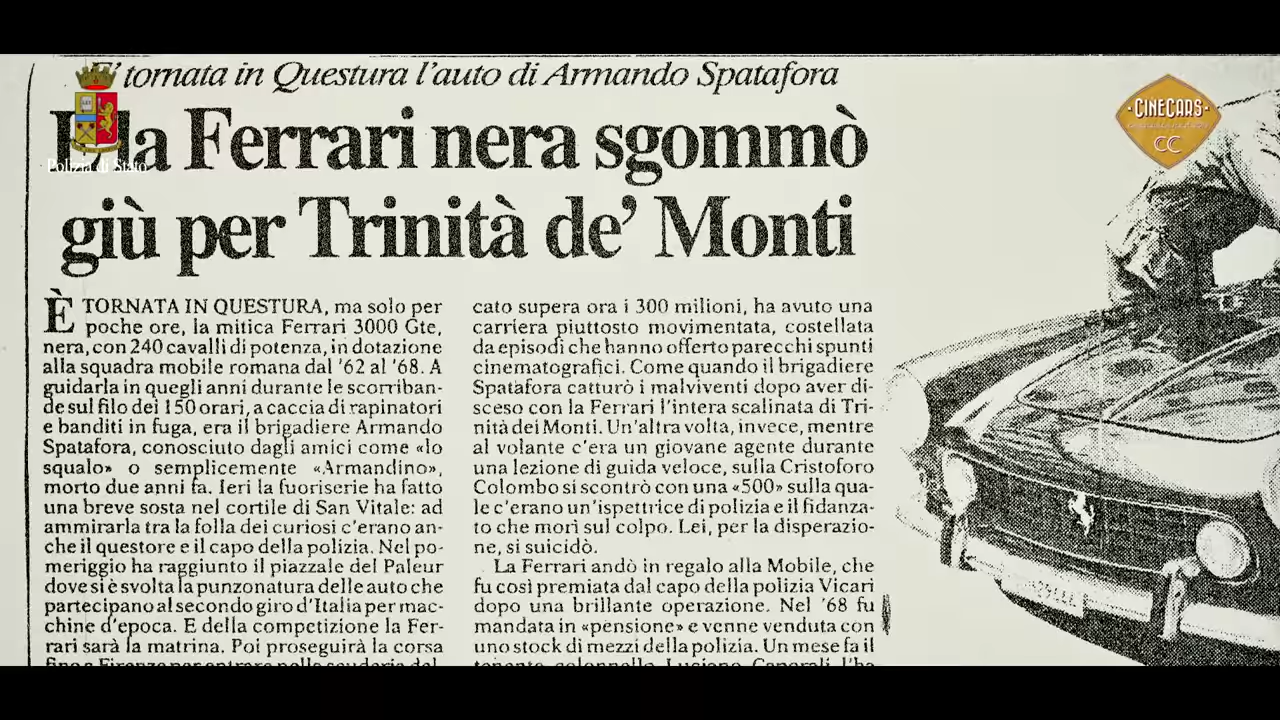 E' tornata in Questura l'auto di Armando Spatafora
la Ferrari nera sgommò
giù per Trinità de' Monti
È TORNATA IN QUESTURA, ma solo per
poche ore, la mitica Ferrari 3000 Gte,
nera, con 240 cavalli di potenza, in dotazione
alla squadra mobile romana dal '62 al '68. A
guidarla in quegli anni durante le scorriban-
de sul filo dei 150 orari, a caccia di rapinatori
e banditi in fuga, era il brigadiere Armando
Spatafora, conosciuto dagli amici come «lo
squalo» o semplicemente «Armandino»,
morto due anni fa. Ieri la fuoriserie ha fatto
una breve sosta nel cortile di San Vitale: ad
ammirarla tra la folla dei curiosi c'erano an-
che il questore e il capo della polizia. Nel po-
meriggio ha raggiunto il piazzale del Paleur
dove si è svolta la punzonatura delle auto che
partecipano al secondo giro d'Italia per mac-
chine d'epoca. E della competizione la Fer-
rari sarà la matrina. Poi proseguirà la corsa
fino a Firenze per entrare nella scuderia del-
cato supera ora i 300 milioni, ha avuto una
carriera piuttosto movimentata, costellata
da episodi che hanno offerto parecchi spunti
cinematografici. Come quando il brigadiere
Spatafora catturò i malviventi dopo aver di-
sceso con la Ferrari l'intera scalinata di Tri-
nità dei Monti. Un'altra volta, invece, mentre
al volante c'era un giovane agente durante
una lezione di guida veloce, sulla Cristoforo
Colombo si scontrò con una «500» sulla qua-
le c'erano un'ispettrice di polizia e il fidanza-
to che morì sul colpo. Lei, per la disperazio-
ne, si suicidò.
La Ferrari andò in regalo alla Mobile, che
fu così premiata dal capo della polizia Vicari
dopo una brillante operazione. Nel '68 fu
mandata in «pensione» e venne venduta con
uno stock di mezzi della polizia. Un mese fa il
tenente colonnello Luciano l'ha
Polizia di Stato
CINECARS
CC